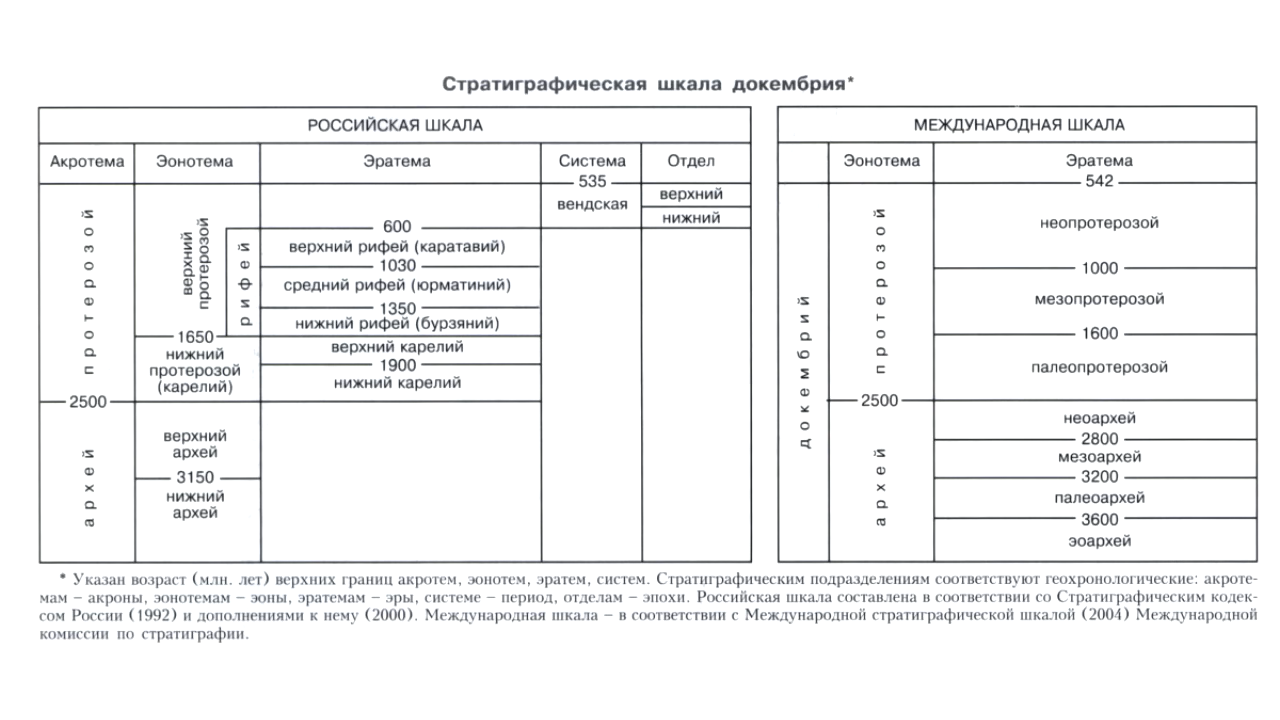 Стратиграфическая шкала докембрия*
РОССИЙСКАЯ ШКАЛА
Акротема Эонотема Эратема Система Отдел
535
вендская
верхний
нижний
протерозой
верхний
протерозой
рифей
600
верхний рифей (каратавий)
1030
средний рифей (юрматиний)
1350
нижний рифей (бурзяний)
1650
нижний
протерозой
(карелий)
верхний карелий
1900
нижний карелий
2500
архей
верхний
архей
3150
нижний
архей
МЕЖДУНАРОДНАЯ ШКАЛА
Эонотема Эратема
докембрий
протерозой
542
неопротерозой
1000
мезопротерозой
1600
палеопротерозой
2500
архей
неоархей
2800
мезоархей
3200
палеоархей
3600
эоархей
* Указан возраст (млн. лет) верхних границ акротем, эонотем, эратем, систем. Стратиграфическим подразделениям соответствуют геохронологические: акроте-
мам – акроны, эонотемам – эоны, эратемам – эры, системе – период, отделам – эпохи. Российская шкала составлена в соответствии со Стратиграфическим кодек-
сом России (1992) и дополнениями к нему (2000). Международная шкала – в соответствии с Международной стратиграфической шкалой (2004) Международной
комиссии по стратиграфии.